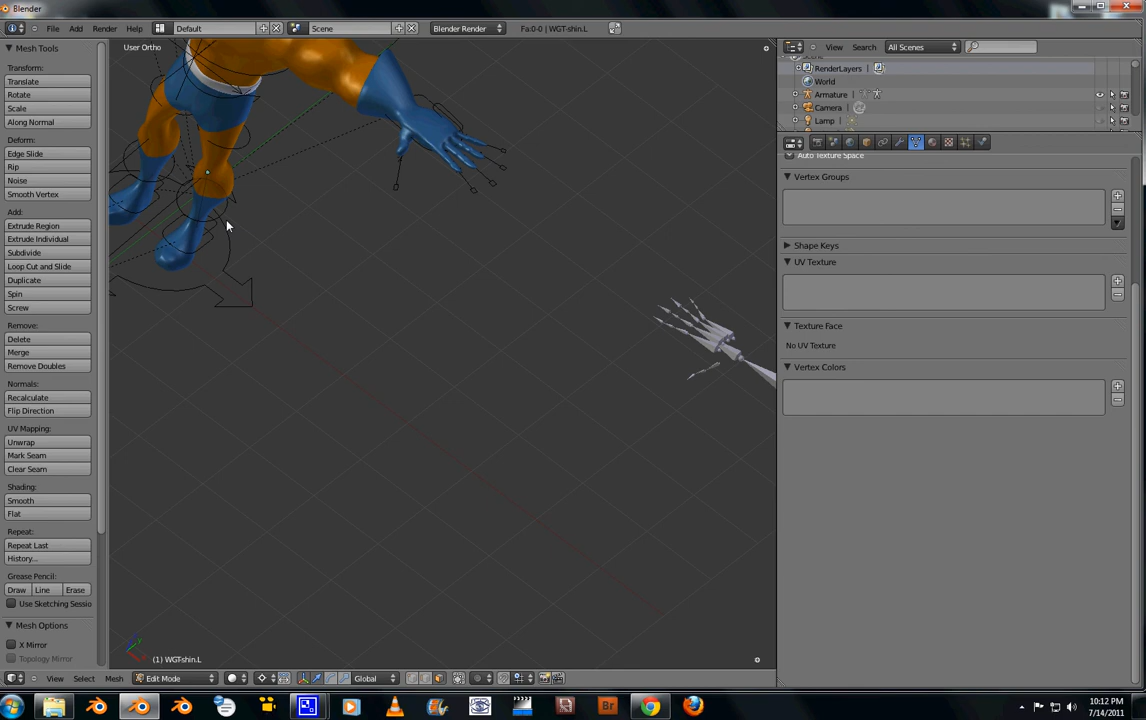 Blender
File Add Render Help Default Scene Blender Render Fa:0-0 | WGT-shin.L
Mesh Tools
Transform:
Translate
Rotate
Scale
Along Normal
Deform:
Edge Slide
Rip
Noise
Smooth Vertex
Add:
Extrude Region
Extrude Individual
Subdivide
Loop Cut and Slide
Duplicate
Spin
Screw
Remove:
Delete
Merge
Remove Doubles
Normals:
Recalculate
Flip Direction
UV Mapping:
Unwrap
Mark Seam
Clear Seam
Shading:
Smooth
Flat
Repeat:
Repeat Last
History...
Grease Pencil:
Draw Line Erase
Use Sketching Sessio
Mesh Options
X Mirror
Topology Mirror
User Ortho
(1) WGT-shin.L
View Select Mesh Edit Mode Global
View Search All Scenes
RenderLayers
World
Armature
Camera
Lamp
Auto Texture Space
Vertex Groups
Shape Keys
UV Texture
Texture Face
No UV Texture
Vertex Colors
Br
10:12 PM
7/14/2011